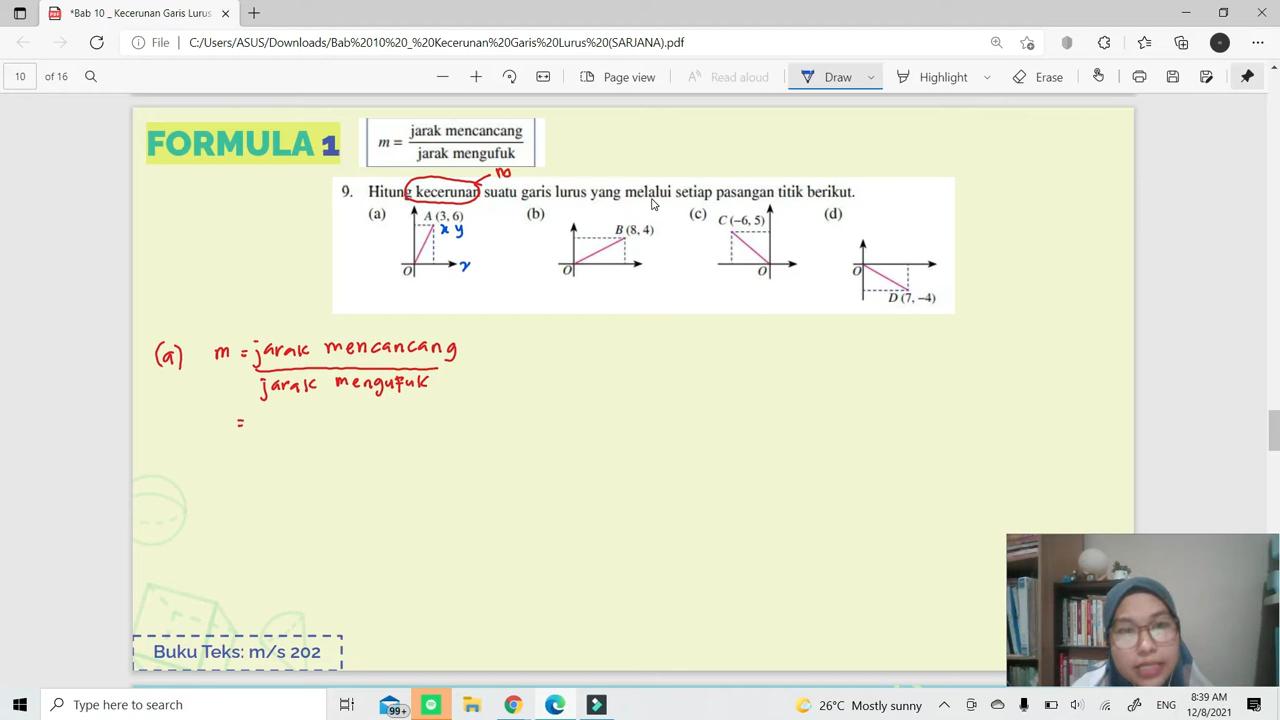 *Bab 10 _ Kecerunan Garis Lurus
File C:/Users/ASUS/Downloads/Bab%2010%20_%20Kecerunan%20Garis%20Lurus%20(SARJANA).pdf
10 of 16 Page view Read aloud Draw Highlight Erase
FORMULA 1
m = jarak mencancang
jarak mengufuk
m
9. Hitung kecerunan suatu garis lurus yang melalui setiap pasangan titik berikut.
(a) (b) (c) (d)
A (3, 6)
x y
O
B (8, 4)
O
C (−6, 5)
O
O
D (7, −4)
(a) m = jarak mencancang
jarak mengufuk
=
Buku Teks: m/s 202
Type here to search
99+
26°C Mostly sunny
ENG
8:39 AM
12/8/2021